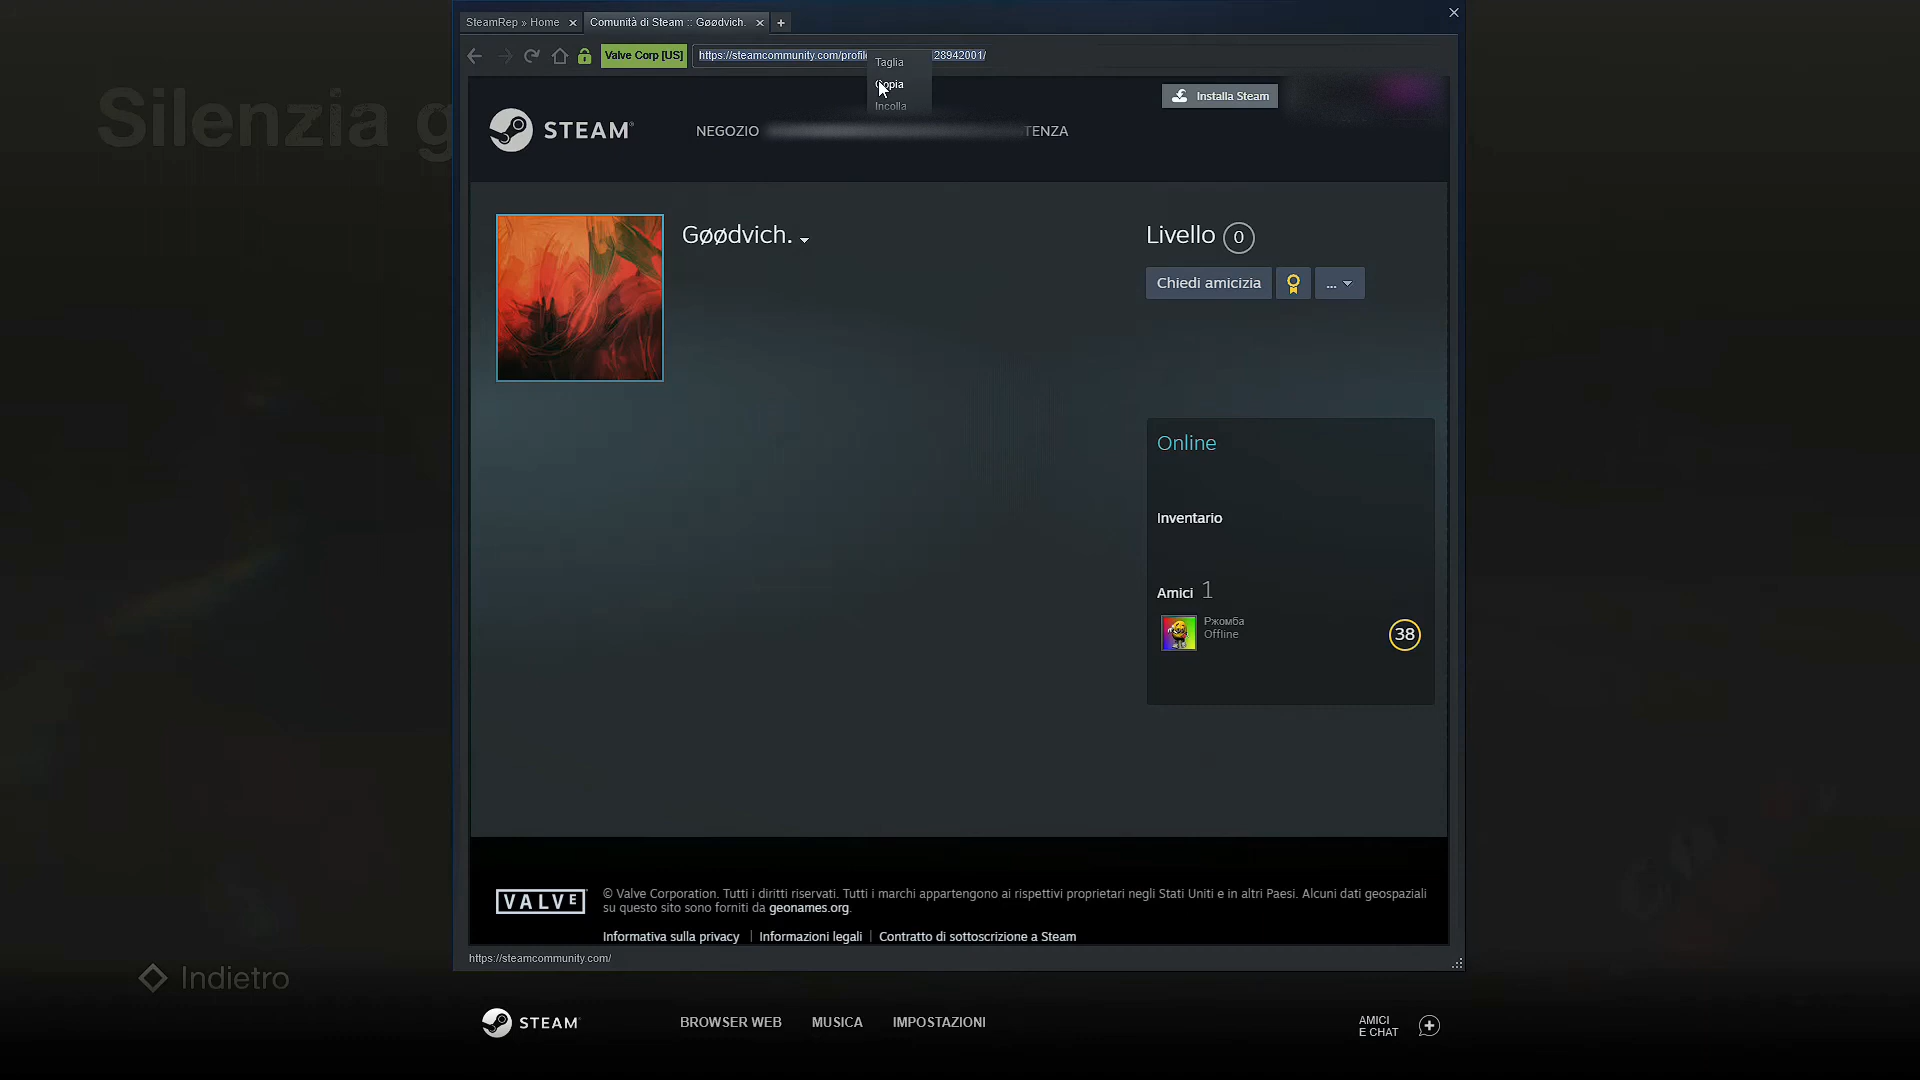 SteamRep » Home
Comunità di Steam :: Gøødvich.
Valve Corp [US]
https://steamcommunity.com/profil
28942001/
Taglia
Copia
Incolla
Silenzia g
Installa Steam
STEAM
NEGOZIO
TENZA
Gøødvich.
Livello 0
Chiedi amicizia
...
Online
Inventario
Amici 1
Ржомба
Offline
38
VALVE
© Valve Corporation. Tutti i diritti riservati. Tutti i marchi appartengono ai rispettivi proprietari negli Stati Uniti e in altri Paesi. Alcuni dati geospaziali
su questo sito sono forniti da geonames.org.
Informativa sulla privacy | Informazioni legali | Contratto di sottoscrizione a Steam
https://steamcommunity.com/
Indietro
STEAM
BROWSER WEB
MUSICA
IMPOSTAZIONI
AMICI
E CHAT